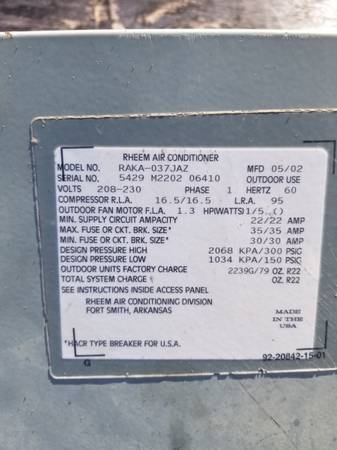 RHEEM AIR CONDITIONER
MODEL NO. RAKA-037JAZ MFD 05/02
SERIAL NO. 5429 M2202 06410 OUTDOOR USE
VOLTS 208-230 PHASE 1 HERTZ 60
COMPRESSOR R.L.A. 16.5/16.5 L.R.A. 95
OUTDOOR FAN MOTOR F.L.A. 1.3 HP(WATTS)1/5 ( )
MIN. SUPPLY CIRCUIT AMPACITY 22/22 AMP
MAX. FUSE OR CKT. BRK. SIZE* 35/35 AMP
MIN. FUSE OR CKT. BRK. SIZE* 30/30 AMP
DESIGN PRESSURE HIGH 2068 KPA/300 PSIG
DESIGN PRESSURE LOW 1034 KPA/150 PSIG
OUTDOOR UNITS FACTORY CHARGE 2239G/79 OZ. R22
TOTAL SYSTEM CHARGE OZ. R22
SEE INSTRUCTIONS INSIDE ACCESS PANEL
RHEEM AIR CONDITIONING DIVISION
FORT SMITH, ARKANSAS
MADE
IN THE
USA
*HACR TYPE BREAKER FOR U.S.A.
G 92-20842-15-01